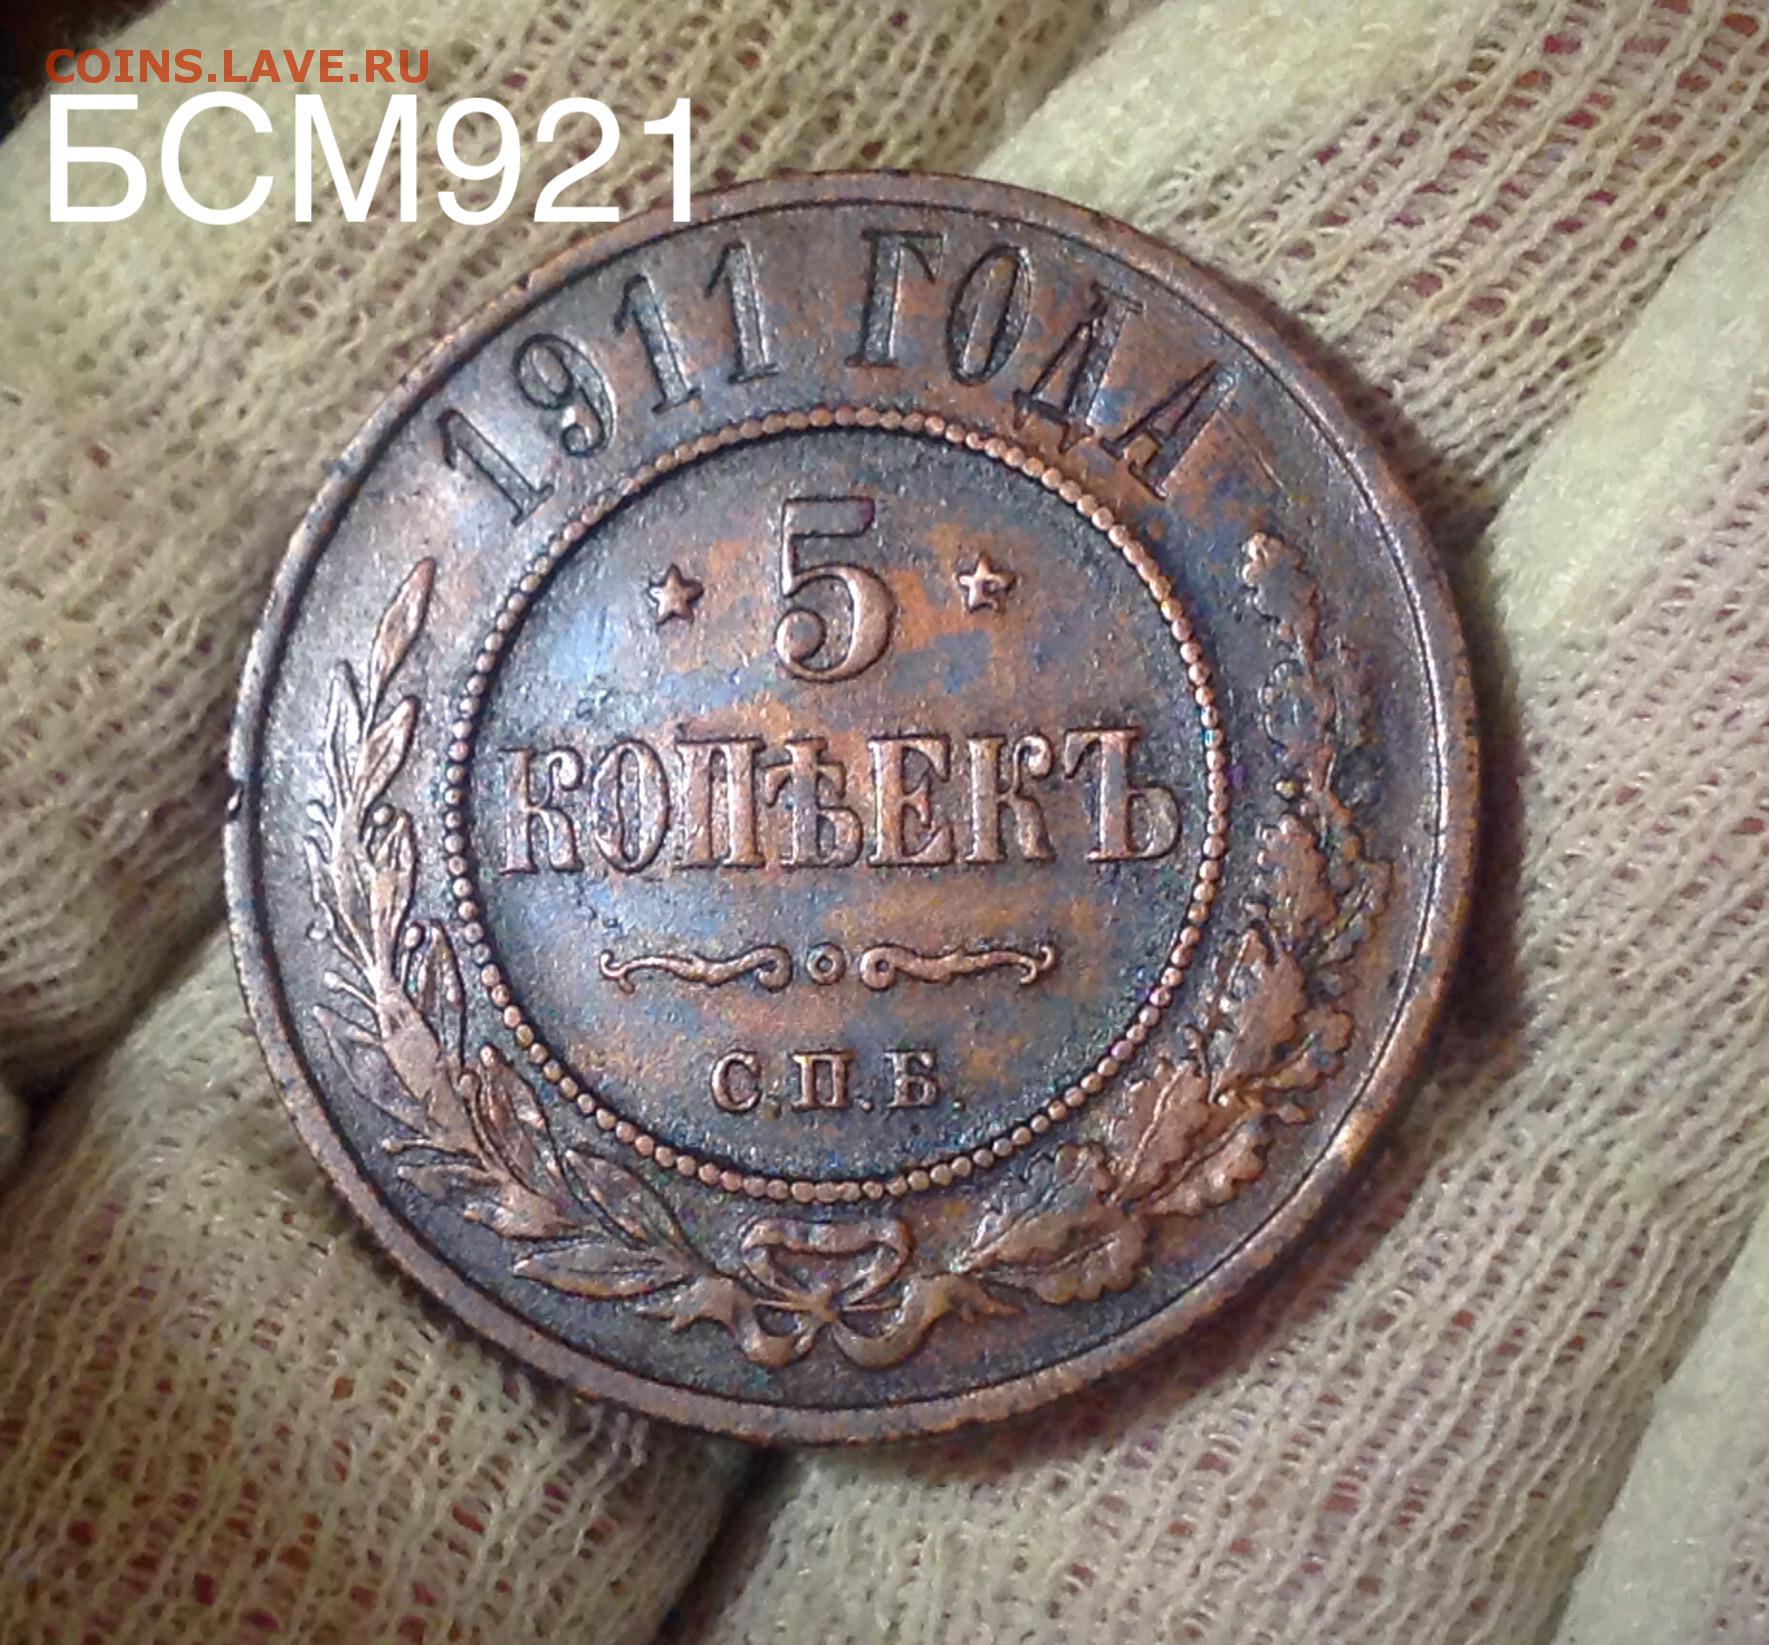 COINS.LAVE.RU
БСМ921
1911 ГОДА
5
КОПѢЕКЪ
С.П.Б.